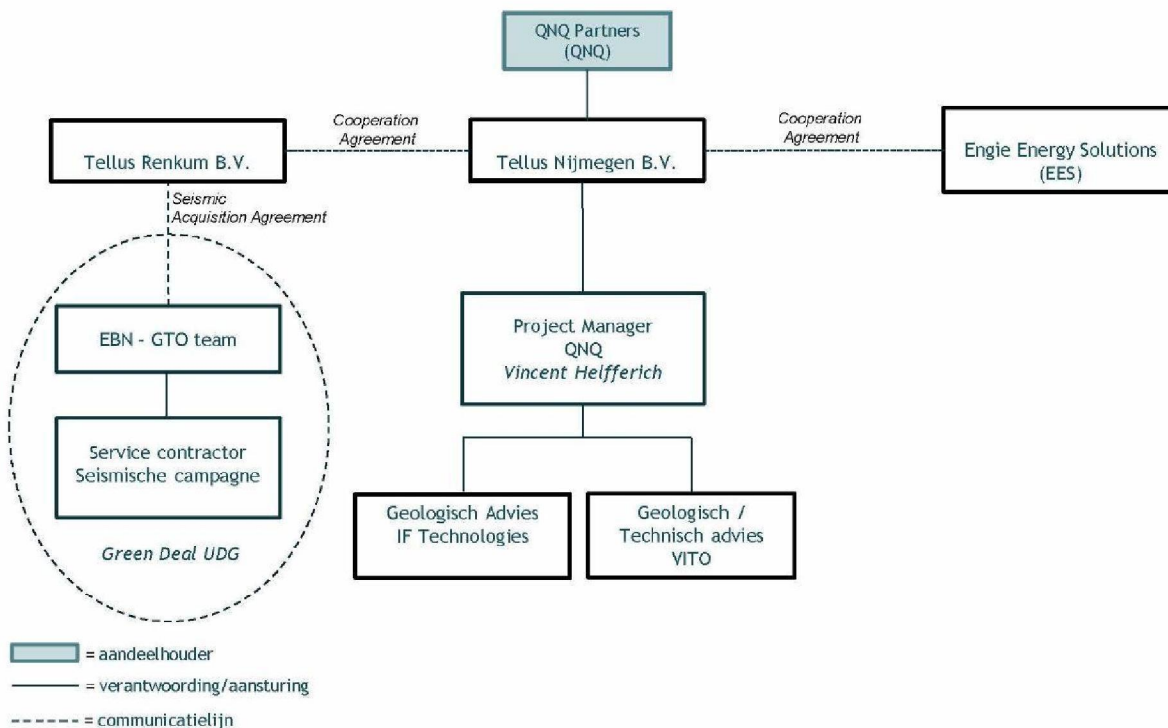 QNQ Partners
(QNQ)
Cooperation
Agreement
Cooperation
Agreement
Tellus Renkum B.V.
Tellus Nijmegen B.V.
Engie Energy Solutions
(EES)
Seismic
Acquisition Agreement
EBN - GTO team
Project Manager
QNQ
Vincent Helfferich
Service contractor
Seismische campagne
Geologisch Advies
IF Technologies
Geologisch /
Technisch advies
VITO
Green Deal UDG
= aandeelhouder
= verantwoording/aansturing
= communicatielijn